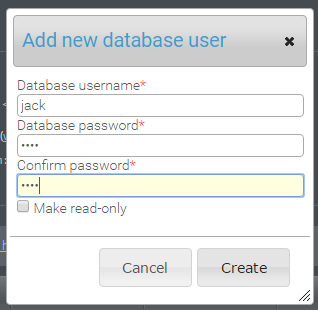 Add new database user ✖
Database username*
jack
Database password*
••••
Confirm password*
••••
Make read-only
Cancel Create